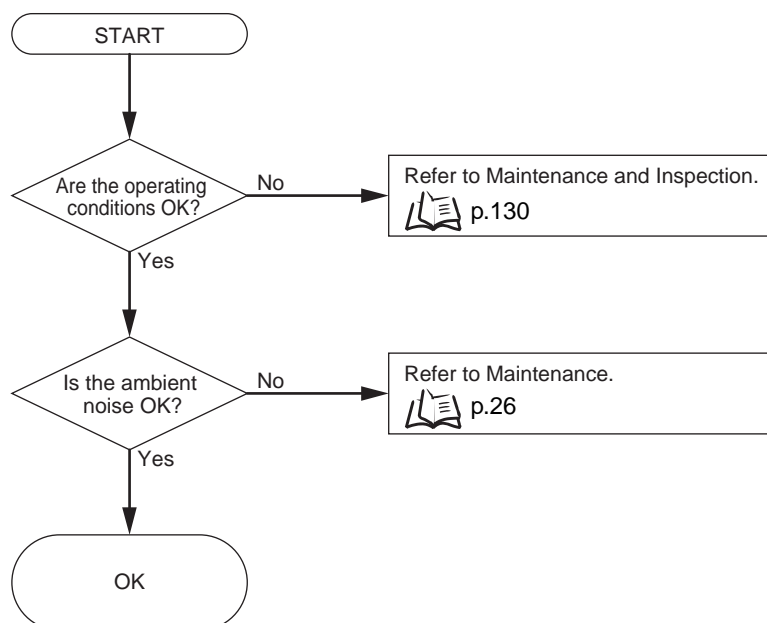 START
Are the operating
conditions OK?
No
Refer to Maintenance and Inspection.
p.130
Yes
Is the ambient
noise OK?
No
Refer to Maintenance.
p.26
Yes
OK